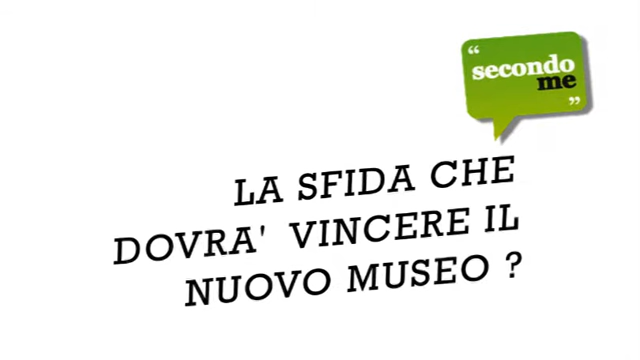 “
secondo
me
”
LA SFIDA CHE
DOVRA' VINCERE IL
NUOVO MUSEO ?